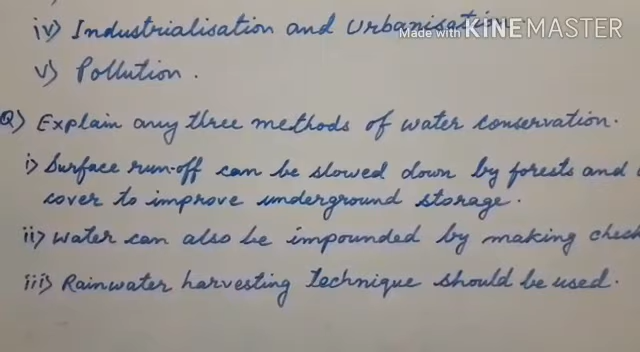 iv) Industrialisation and Urbanisation.
Made with KINEMASTER
v) Pollution.
Q) Explain any three methods of water conservation.
i) Surface run-off can be slowed down by forests and
cover to improve underground storage.
ii) Water can also be impounded by making check
iii) Rainwater harvesting technique should be used.